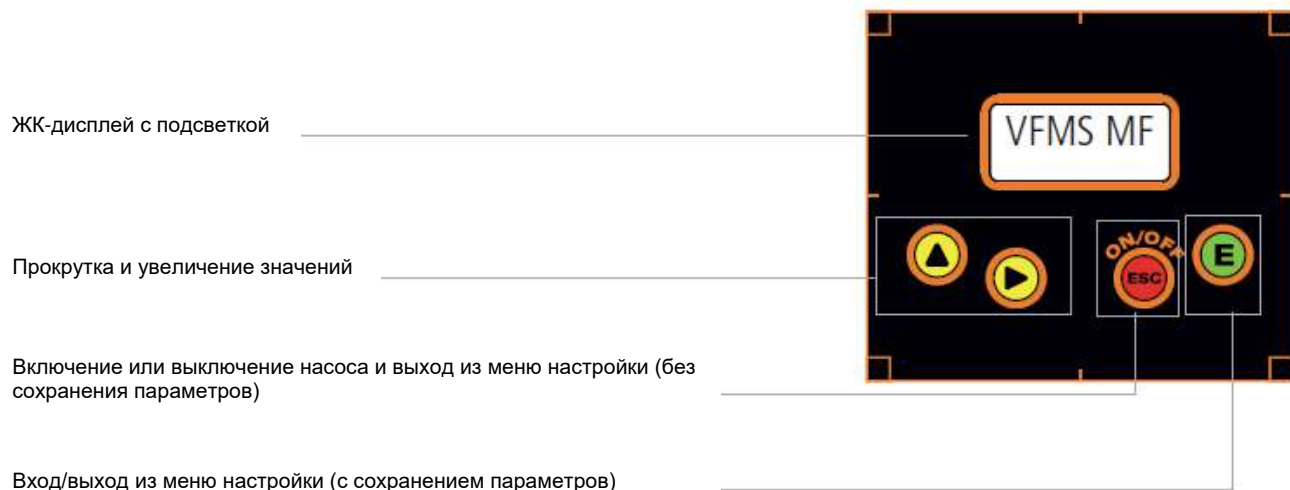 ЖК-дисплей с подсветкой
VFMS MF
Прокрутка и увеличение значений
ON/OFF
ESC
E
Включение или выключение насоса и выход из меню настройки (без
сохранения параметров)
Вход/выход из меню настройки (с сохранением параметров)